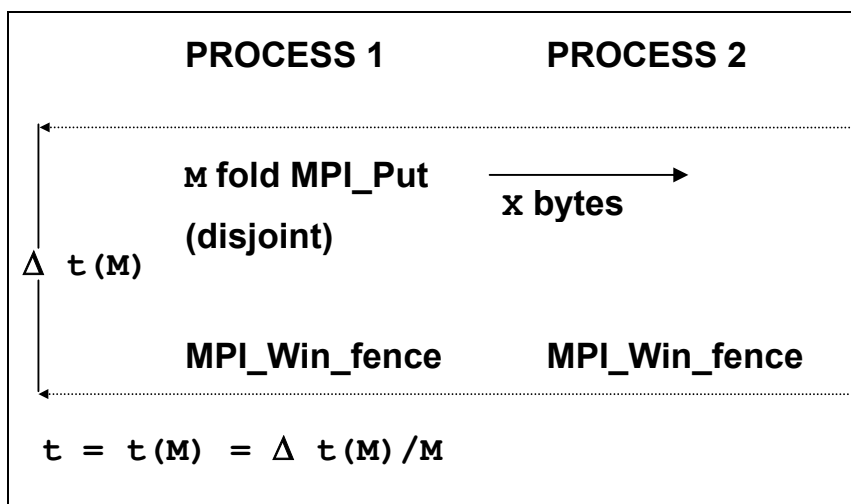 PROCESS 1 PROCESS 2
M fold MPI_Put
X bytes
(disjoint)
Δ t(M)
MPI_Win_fence MPI_Win_fence
t = t(M) = Δ t(M)/M